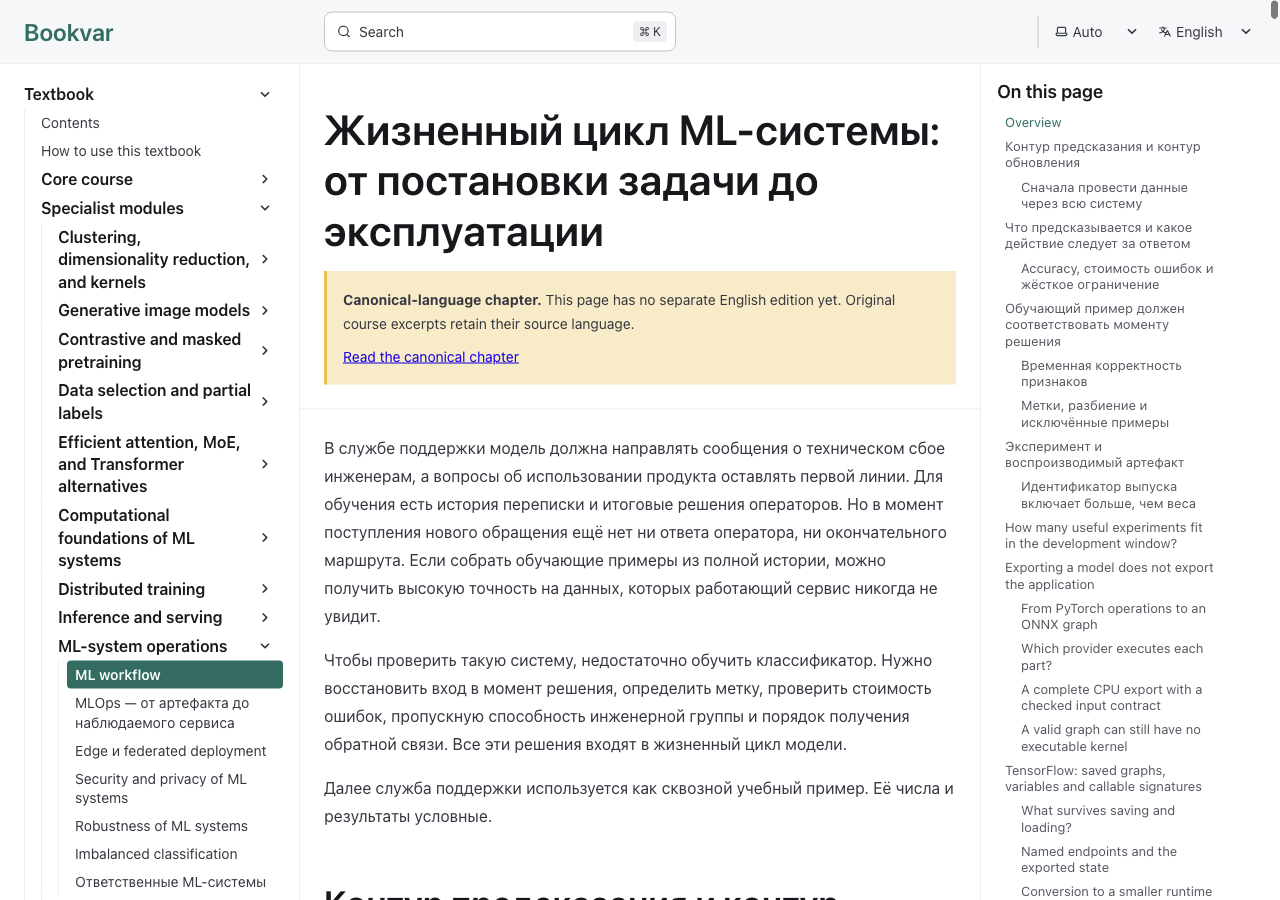 Bookvar
Search
⌘ K
Auto
English
Textbook
Contents
How to use this textbook
Core course
Specialist modules
Clustering,
dimensionality reduction,
and kernels
Generative image models
Contrastive and masked
pretraining
Data selection and partial
labels
Efficient attention, MoE,
and Transformer
alternatives
Computational
foundations of ML
systems
Distributed training
Inference and serving
ML-system operations
ML workflow
MLOps — от артефакта до
наблюдаемого сервиса
Edge и federated deployment
Security and privacy of ML
systems
Robustness of ML systems
Imbalanced classification
Ответственные ML-системы
Жизненный цикл ML-системы:
от постановки задачи до
эксплуатации
Canonical-language chapter. This page has no separate English edition yet. Original
course excerpts retain their source language.
Read the canonical chapter
В службе поддержки модель должна направлять сообщения о техническом сбое
инженерам, а вопросы об использовании продукта оставлять первой линии. Для
обучения есть история переписки и итоговые решения операторов. Но в момент
поступления нового обращения ещё нет ни ответа оператора, ни окончательного
маршрута. Если собрать обучающие примеры из полной истории, можно
получить высокую точность на данных, которых работающий сервис никогда не
увидит.
Чтобы проверить такую систему, недостаточно обучить классификатор. Нужно
восстановить вход в момент решения, определить метку, проверить стоимость
ошибок, пропускную способность инженерной группы и порядок получения
обратной связи. Все эти решения входят в жизненный цикл модели.
Далее служба поддержки используется как сквозной учебный пример. Её числа и
результаты условные.
Контур предсказания и контур
On this page
Overview
Контур предсказания и контур
обновления
Сначала провести данные
через всю систему
Что предсказывается и какое
действие следует за ответом
Accuracy, стоимость ошибок и
жёсткое ограничение
Обучающий пример должен
соответствовать моменту
решения
Временная корректность
признаков
Метки, разбиение и
исключённые примеры
Эксперимент и
воспроизводимый артефакт
Идентификатор выпуска
включает больше, чем веса
How many useful experiments fit
in the development window?
Exporting a model does not export
the application
From PyTorch operations to an
ONNX graph
Which provider executes each
part?
A complete CPU export with a
checked input contract
A valid graph can still have no
executable kernel
TensorFlow: saved graphs,
variables and callable signatures
What survives saving and
loading?
Named endpoints and the
exported state
Conversion to a smaller runtime